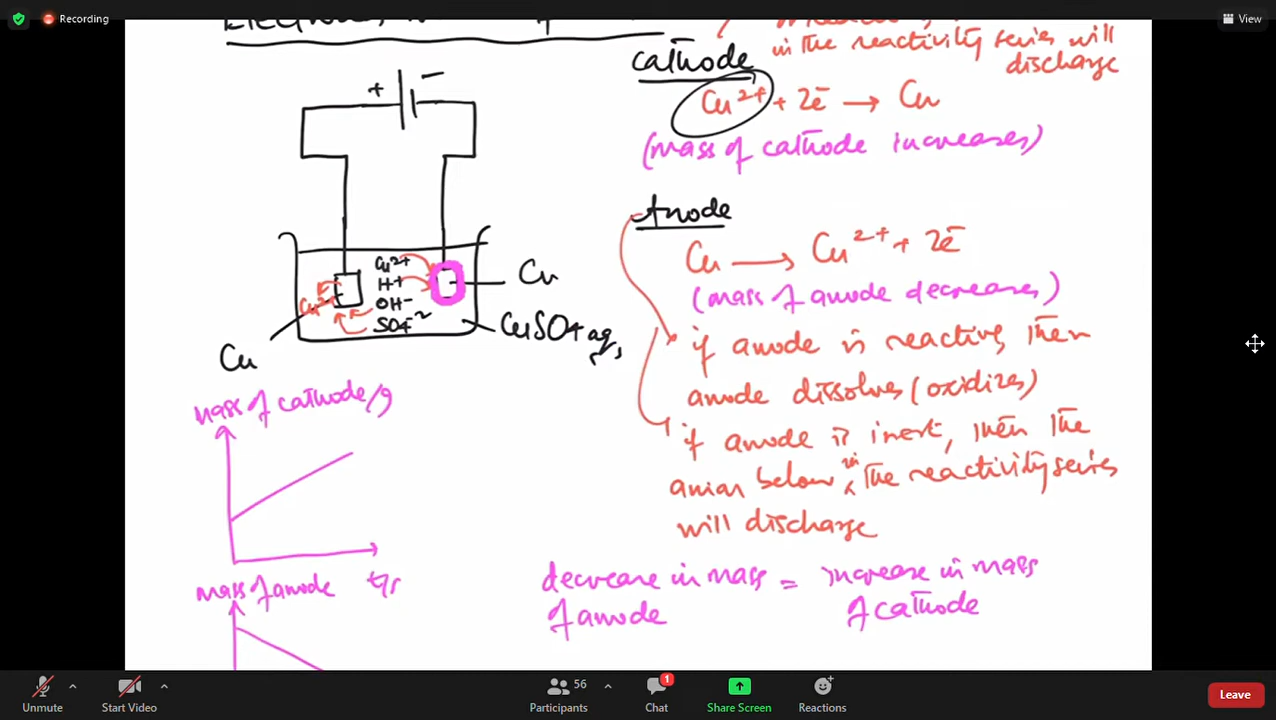 Recording
View
in the reactivity series will
discharge
cathode
Cu²⁺ + 2ē → Cu
(mass of cathode increases)
+ −
Anode
Cu → Cu²⁺ + 2ē
(mass of anode decreases)
if anode is reactive, then
anode dissolves (oxidizes)
if anode is inert, then the
anion below in the reactivity series
will discharge
Cu²⁺
H⁺
OH⁻
SO₄⁻²
Cu²⁺
Cu
CuSO₄ aq,
Cu
mass of cathode/g
mass of anode
decrease in mass = increase in mass
of anode of cathode
Unmute
Start Video
56
Participants
1
Chat
Share Screen
Reactions
Leave